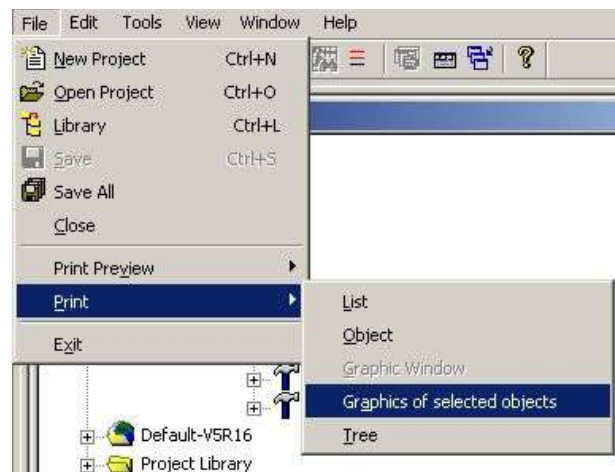 File Edit Tools View Window Help
New Project Ctrl+N
Open Project Ctrl+O
Library Ctrl+L
Save Ctrl+S
Save All
Close
Print Preview
Print
Exit
List
Object
Graphic Window
Graphics of selected objects
Tree
Default-V5R16
Project Library